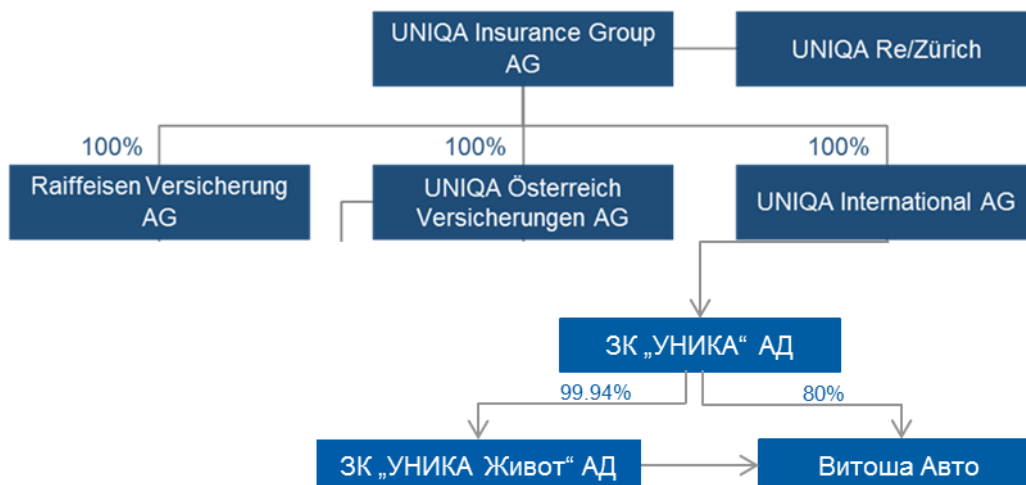 UNIQA Insurance Group
AG
UNIQA Re/Zürich
100%
100%
100%
Raiffeisen Versicherung
AG
UNIQA Österreich
Versicherungen AG
UNIQA International AG
ЗК „УНИКА“ АД
99.94%
80%
ЗК „УНИКА Живот“ АД
Витоша Авто